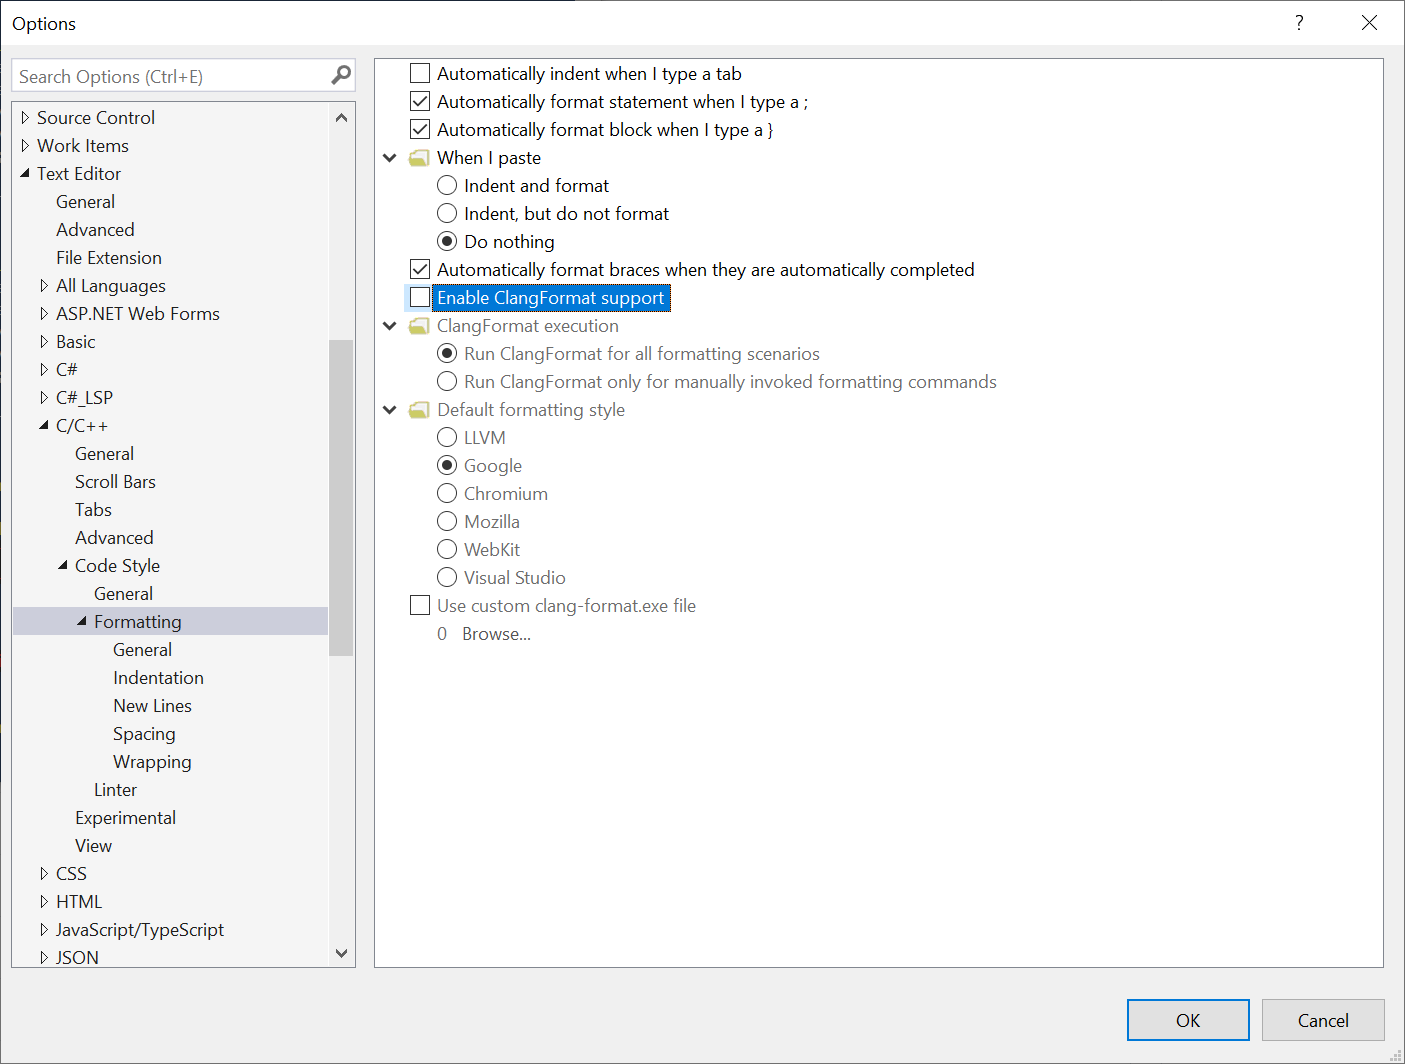 Options
?
Search Options (Ctrl+E)
Source Control
Work Items
Text Editor
General
Advanced
File Extension
All Languages
ASP.NET Web Forms
Basic
C#
C#_LSP
C/C++
General
Scroll Bars
Tabs
Advanced
Code Style
General
Formatting
General
Indentation
New Lines
Spacing
Wrapping
Linter
Experimental
View
CSS
HTML
JavaScript/TypeScript
JSON
Automatically indent when I type a tab
Automatically format statement when I type a ;
Automatically format block when I type a }
When I paste
Indent and format
Indent, but do not format
Do nothing
Automatically format braces when they are automatically completed
Enable ClangFormat support
ClangFormat execution
Run ClangFormat for all formatting scenarios
Run ClangFormat only for manually invoked formatting commands
Default formatting style
LLVM
Google
Chromium
Mozilla
WebKit
Visual Studio
Use custom clang-format.exe file
0 Browse...
OK
Cancel